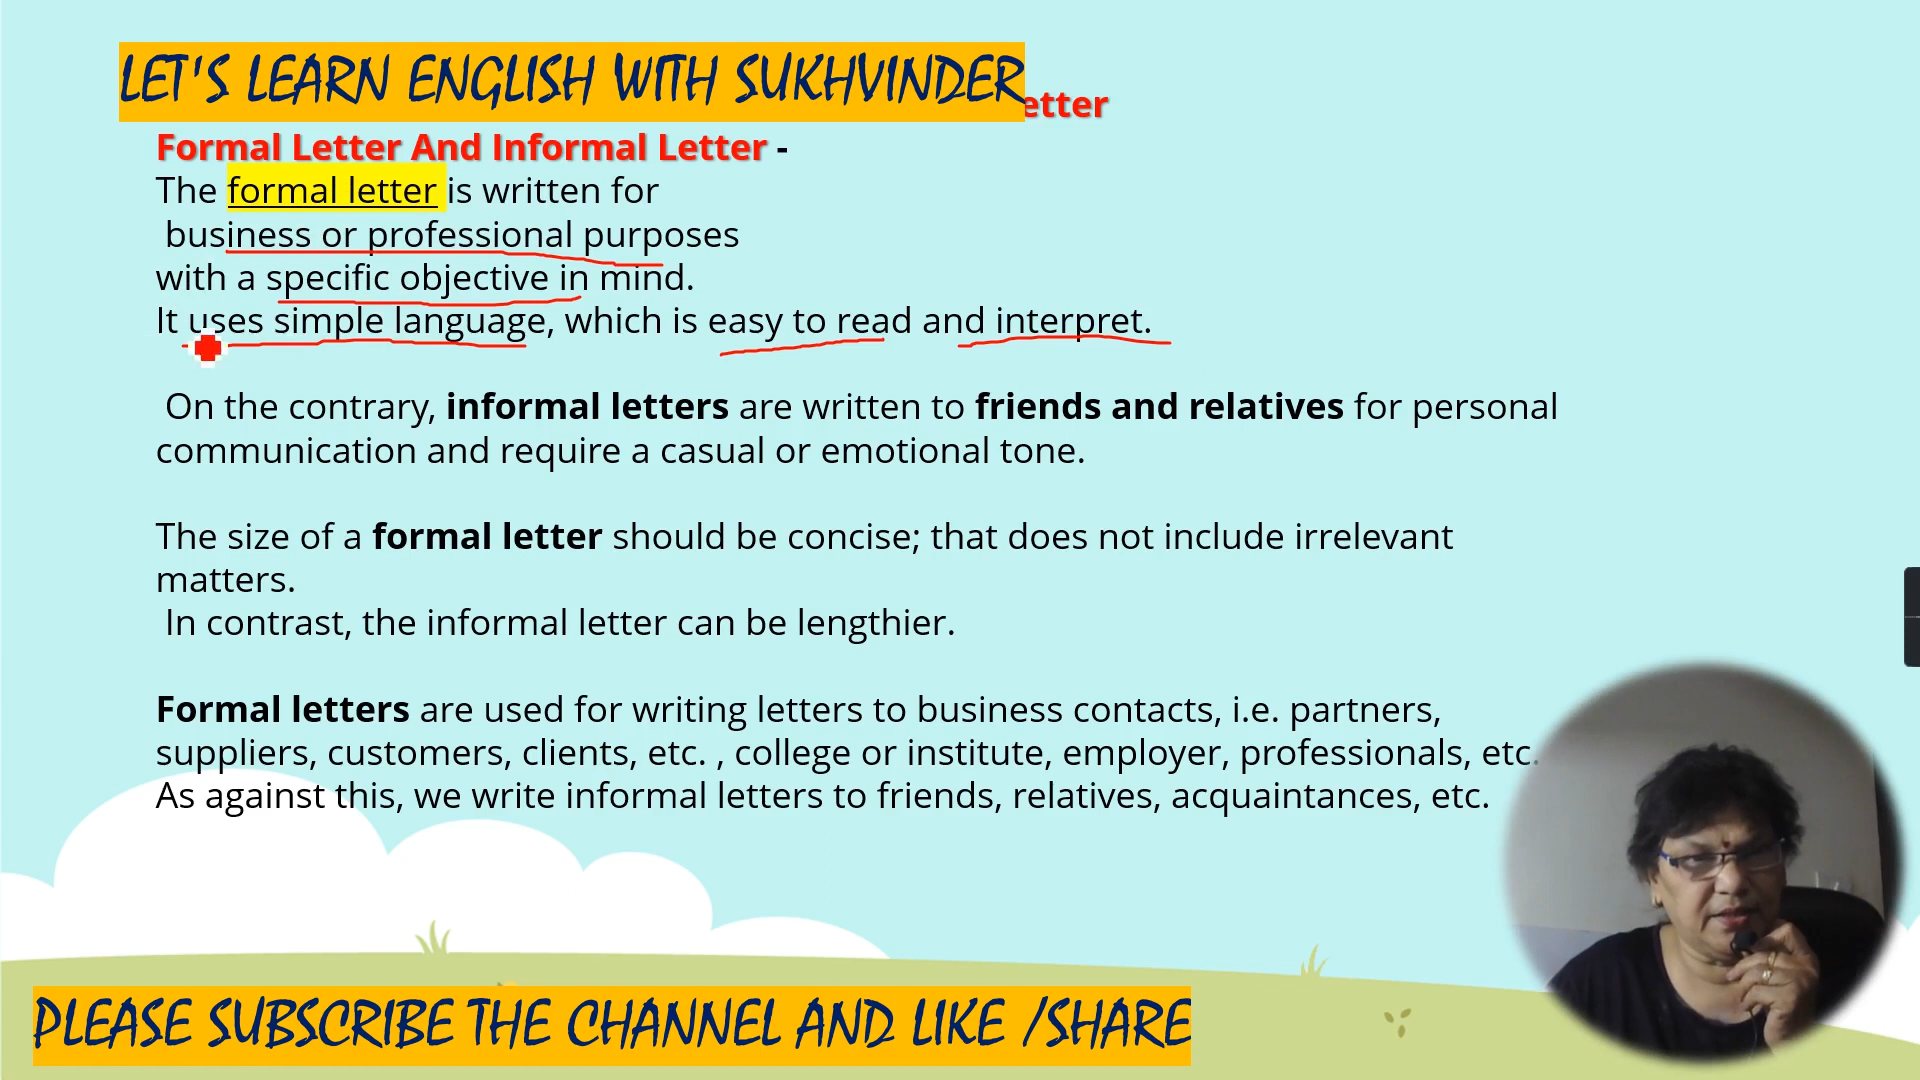 LET'S LEARN ENGLISH WITH SUKHVINDER
Formal Letter And Informal Letter -
The formal letter is written for
business or professional purposes
with a specific objective in mind.
It uses simple language, which is easy to read and interpret.
On the contrary, informal letters are written to friends and relatives for personal
communication and require a casual or emotional tone.
The size of a formal letter should be concise; that does not include irrelevant
matters.
In contrast, the informal letter can be lengthier.
Formal letters are used for writing letters to business contacts, i.e. partners,
suppliers, customers, clients, etc. , college or institute, employer, professionals, etc.
As against this, we write informal letters to friends, relatives, acquaintances, etc.
PLEASE SUBSCRIBE THE CHANNEL AND LIKE /SHARE